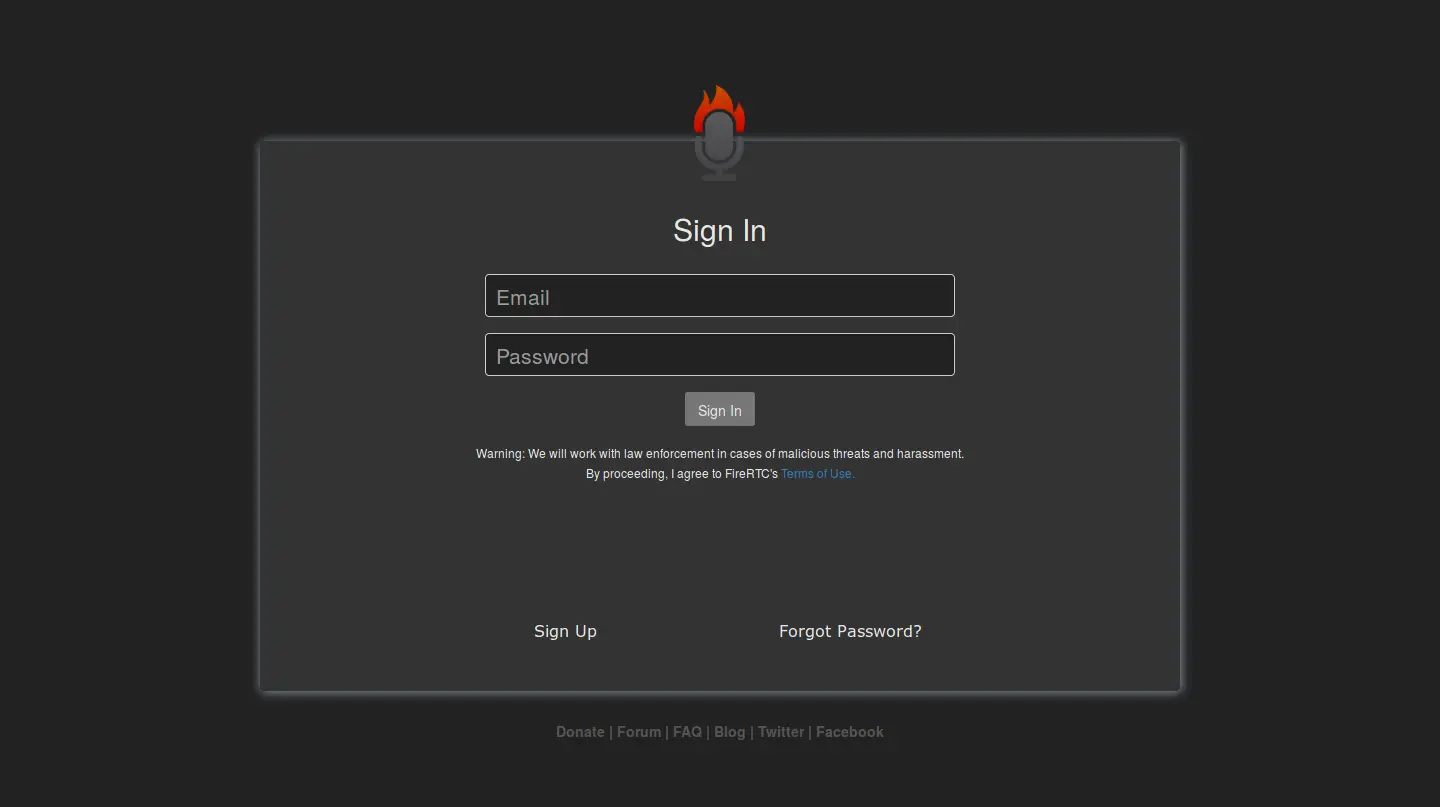 Sign In
Email
Password
Sign In
Warning: We will work with law enforcement in cases of malicious threats and harassment.
By proceeding, I agree to FireRTC's Terms of Use.
Sign Up
Forgot Password?
Donate | Forum | FAQ | Blog | Twitter | Facebook